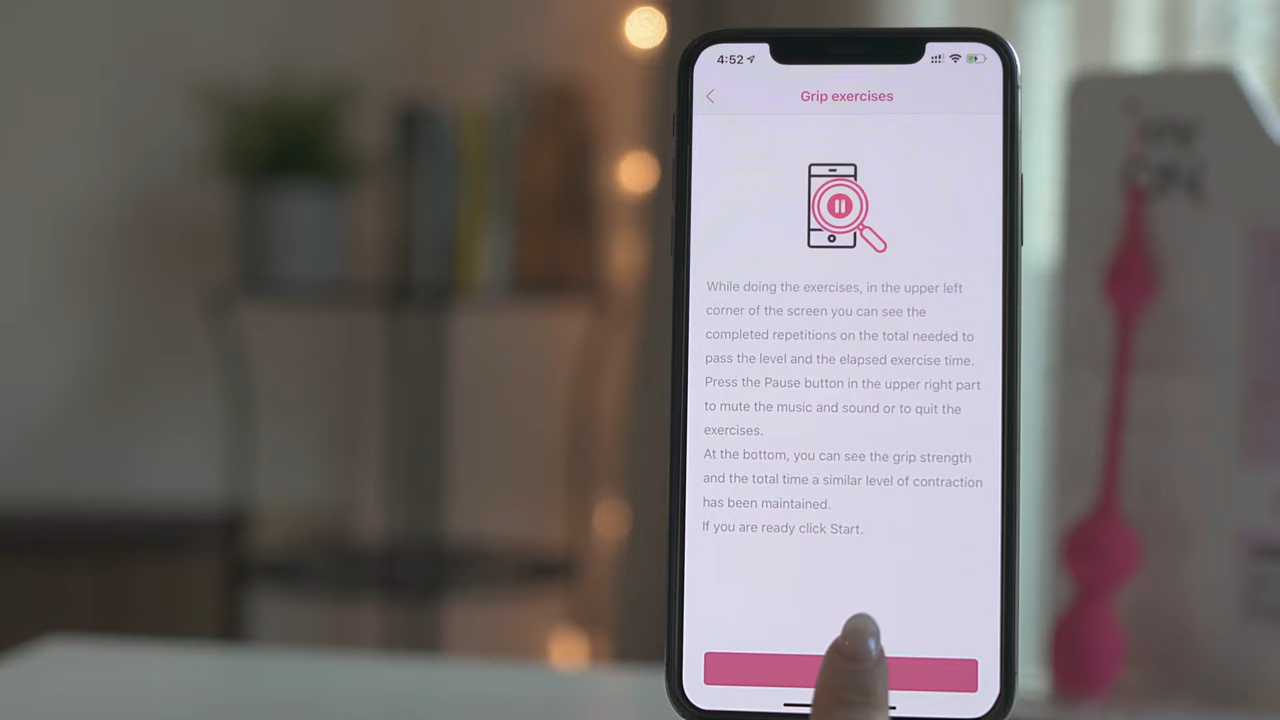 4:52
Grip exercises
While doing the exercises, in the upper left
corner of the screen you can see the
completed repetitions on the total needed to
pass the level and the elapsed exercise time.
Press the Pause button in the upper right part
to mute the music and sound or to quit the
exercises.
At the bottom, you can see the grip strength
and the total time a similar level of contraction
has been maintained.
If you are ready click Start.